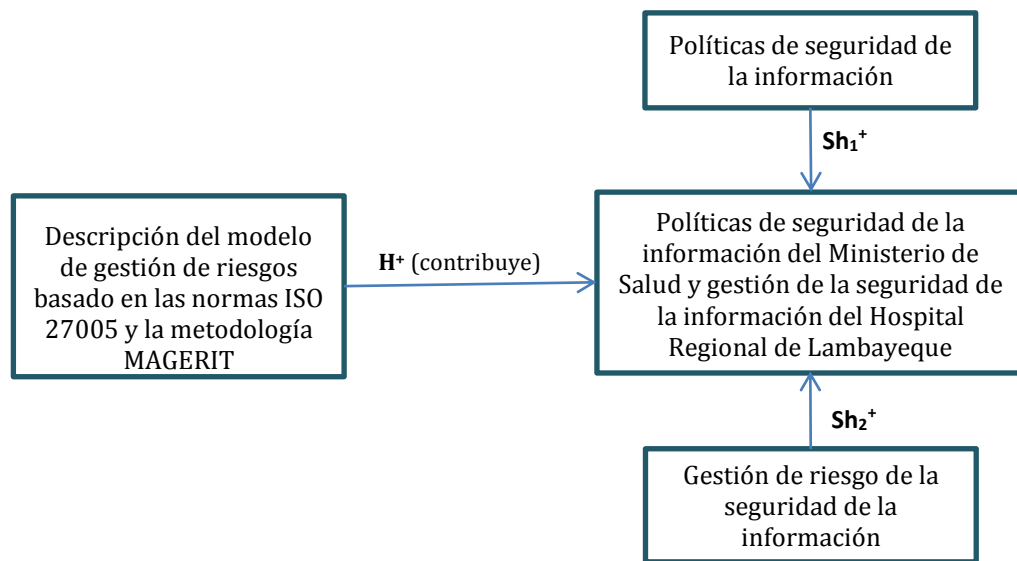 Políticas de seguridad de
la información
Sh₁⁺
Descripción del modelo
de gestión de riesgos
basado en las normas ISO
27005 y la metodología
MAGERIT
H⁺ (contribuye)
Políticas de seguridad de la
información del Ministerio de
Salud y gestión de la seguridad de
la información del Hospital
Regional de Lambayeque
Sh₂⁺
Gestión de riesgo de la
seguridad de la
información